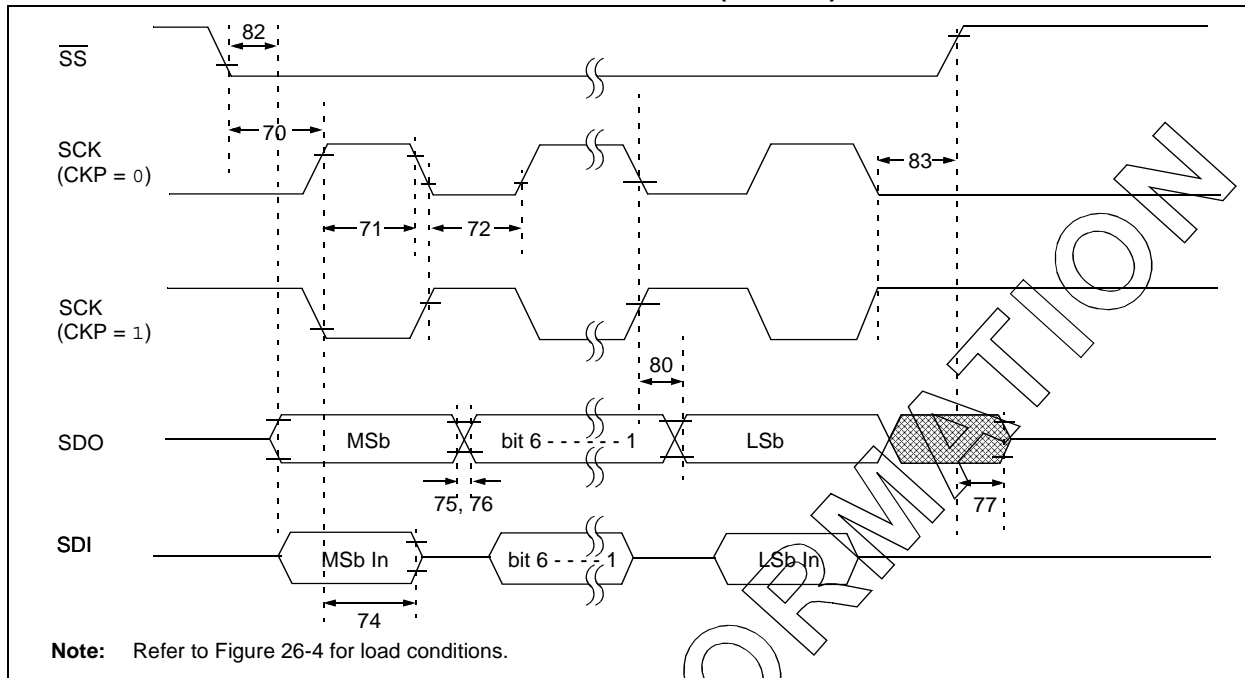 82
SS
70
SCK
(CKP = 0)
83
71
72
SCK
(CKP = 1)
80
SDO
MSb
bit 6 - - - - - - 1
LSb
75, 76
77
SDI
MSb In
bit 6 - - - - 1
LSb In
74
Note: Refer to Figure 26-4 for load conditions.
ORMATION